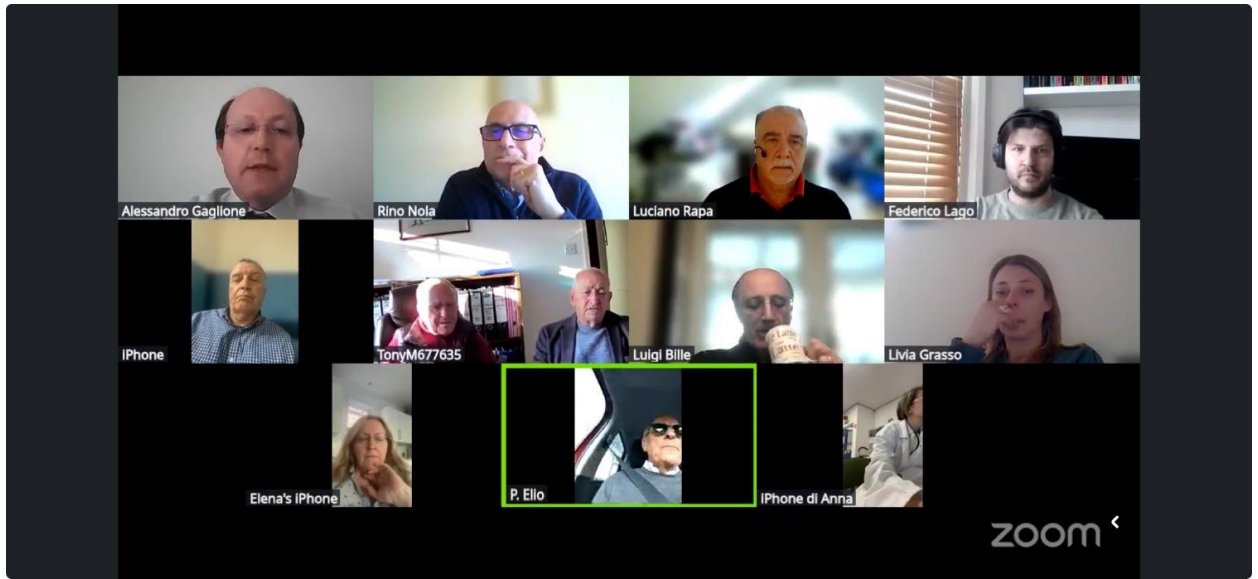 Alessandro Gaglione
Rino Nola
Luciano Rapa
Federico Lago
iPhone
TonyM677635
Luigi Bille
Livia Grasso
Elena's iPhone
P. Elio
iPhone di Anna
zoom